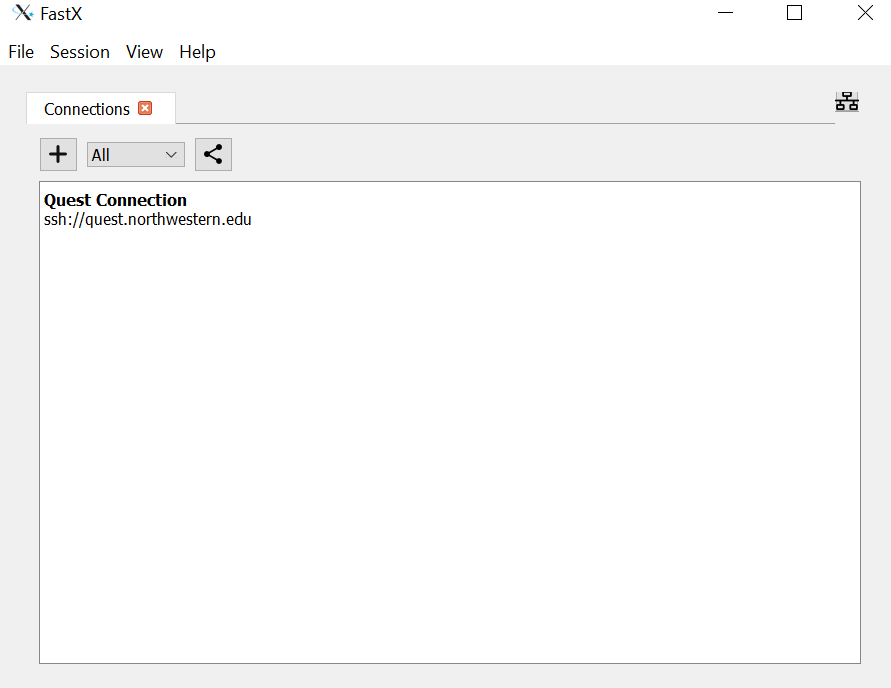 FastX
File Session View Help
Connections
All
Quest Connection
ssh://quest.northwestern.edu